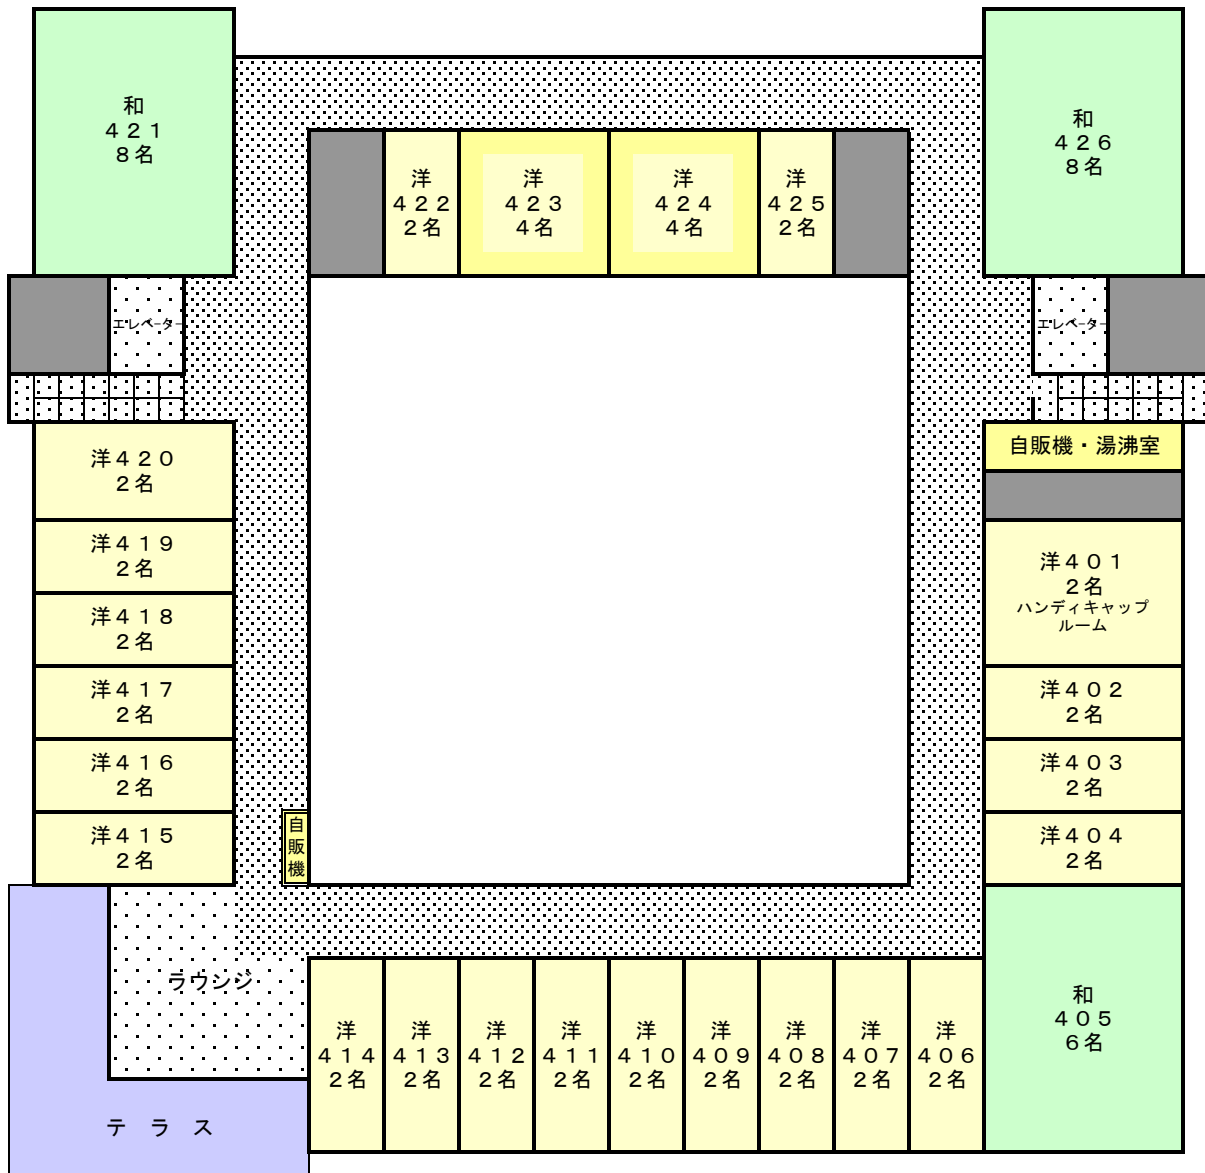 和
４２１
８名
和
４２６
８名
洋
４２２
２名
洋
４２３
４名
洋
４２４
４名
洋
４２５
２名
エレベーター
エレベーター
洋４２０
２名
自販機・湯沸室
洋４１９
２名
洋４０１
２名
ハンディキャップ
ルーム
洋４１８
２名
洋４１７
２名
洋４０２
２名
洋４１６
２名
洋４０３
２名
洋４１５
２名
自
販
機
洋４０４
２名
ラウンジ
テ ラ ス
洋
４１４
２名
洋
４１３
２名
洋
４１２
２名
洋
４１１
２名
洋
４１０
２名
洋
４０９
２名
洋
４０８
２名
洋
４０７
２名
洋
４０６
２名
和
４０５
６名